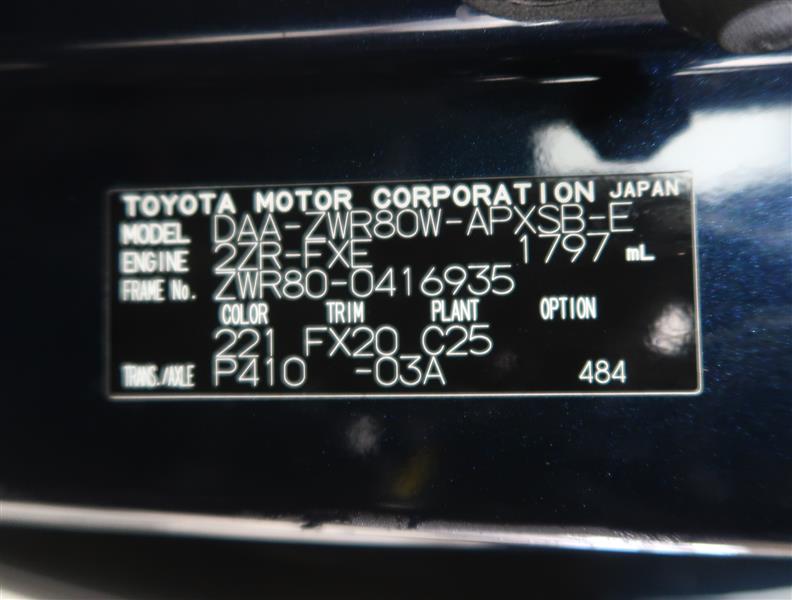 TOYOTA MOTOR CORPORATION JAPAN
MODEL DAA-ZWR80W-APXSB-E
ENGINE 2ZR-FXE 1797 mL
FRAME No. ZWR80-0416935
COLOR TRIM PLANT OPTION
221 FX20 C25
TRANS./AXLE P410 -03A 484